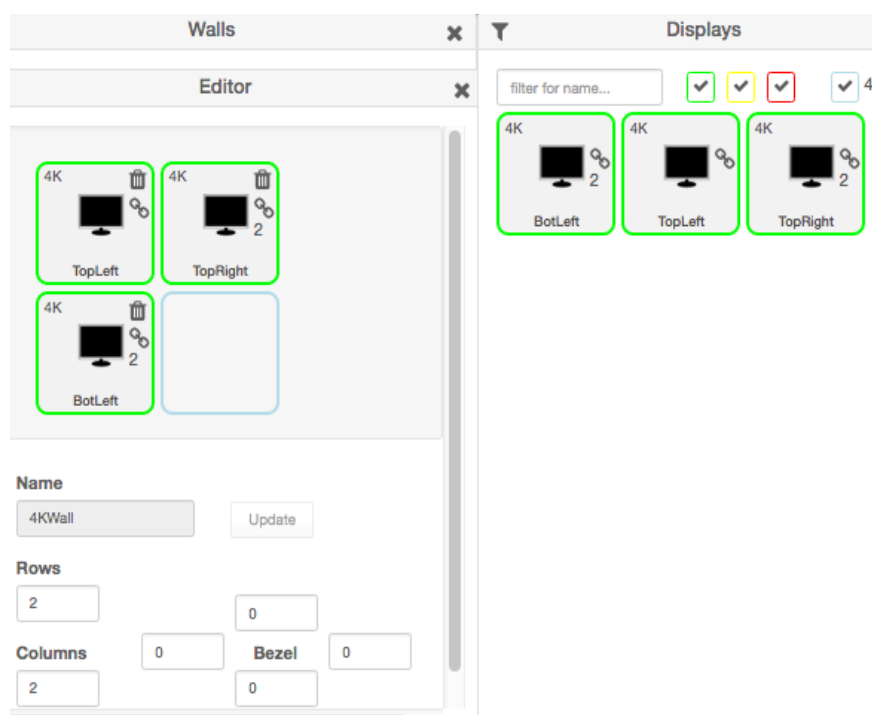 Walls
Editor
4K
TopLeft
4K
2
TopRight
4K
2
BotLeft
Name
4KWall
Update
Rows
2
0
Columns
0
Bezel
0
2
0
Displays
filter for name...
4
4K
2
BotLeft
4K
TopLeft
4K
2
TopRight